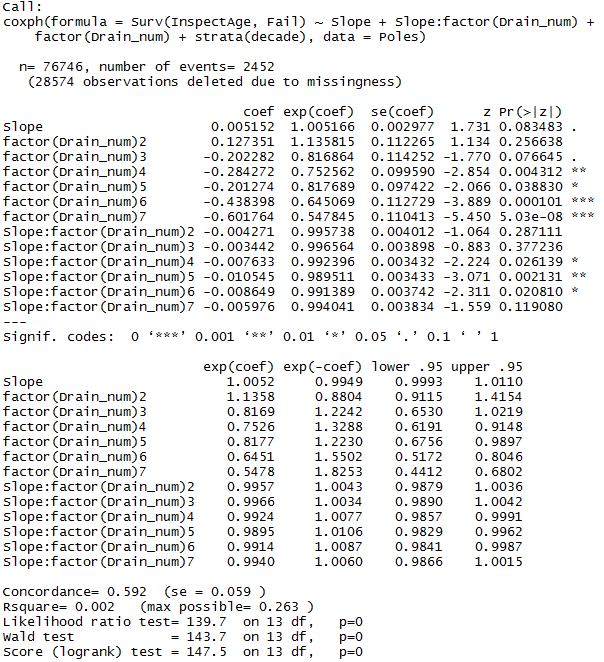 Call:
coxph(formula = Surv(InspectAge, Fail) ~ Slope + Slope:factor(Drain_num) +
    factor(Drain_num) + strata(decade), data = Poles)

  n= 76746, number of events= 2452
   (28574 observations deleted due to missingness)

                              coef exp(coef)  se(coef)      z Pr(>|z|)
Slope                     0.005152  1.005166  0.002977  1.731 0.083483 .
factor(Drain_num)2        0.127351  1.135815  0.112265  1.134 0.256638
factor(Drain_num)3       -0.202282  0.816864  0.114252 -1.770 0.076645 .
factor(Drain_num)4       -0.284272  0.752562  0.099590 -2.854 0.004312 **
factor(Drain_num)5       -0.201274  0.817689  0.097422 -2.066 0.038830 *
factor(Drain_num)6       -0.438398  0.645069  0.112729 -3.889 0.000101 ***
factor(Drain_num)7       -0.601764  0.547845  0.110413 -5.450 5.03e-08 ***
Slope:factor(Drain_num)2 -0.004271  0.995738  0.004012 -1.064 0.287111
Slope:factor(Drain_num)3 -0.003442  0.996564  0.003898 -0.883 0.377236
Slope:factor(Drain_num)4 -0.007633  0.992396  0.003432 -2.224 0.026139 *
Slope:factor(Drain_num)5 -0.010545  0.989511  0.003433 -3.071 0.002131 **
Slope:factor(Drain_num)6 -0.008649  0.991389  0.003742 -2.311 0.020810 *
Slope:factor(Drain_num)7 -0.005976  0.994041  0.003834 -1.559 0.119080
---
Signif. codes:  0 ‘***’ 0.001 ‘**’ 0.01 ‘*’ 0.05 ‘.’ 0.1 ‘ ’ 1

                         exp(coef) exp(-coef) lower .95 upper .95
Slope                       1.0052     0.9949    0.9993    1.0110
factor(Drain_num)2          1.1358     0.8804    0.9115    1.4154
factor(Drain_num)3          0.8169     1.2242    0.6530    1.0219
factor(Drain_num)4          0.7526     1.3288    0.6191    0.9148
factor(Drain_num)5          0.8177     1.2230    0.6756    0.9897
factor(Drain_num)6          0.6451     1.5502    0.5172    0.8046
factor(Drain_num)7          0.5478     1.8253    0.4412    0.6802
Slope:factor(Drain_num)2    0.9957     1.0043    0.9879    1.0036
Slope:factor(Drain_num)3    0.9966     1.0034    0.9890    1.0042
Slope:factor(Drain_num)4    0.9924     1.0077    0.9857    0.9991
Slope:factor(Drain_num)5    0.9895     1.0106    0.9829    0.9962
Slope:factor(Drain_num)6    0.9914     1.0087    0.9841    0.9987
Slope:factor(Drain_num)7    0.9940     1.0060    0.9866    1.0015

Concordance= 0.592  (se = 0.059 )
Rsquare= 0.002   (max possible= 0.263 )
Likelihood ratio test= 139.7  on 13 df,   p=0
Wald test            = 143.7  on 13 df,   p=0
Score (logrank) test = 147.5  on 13 df,   p=0